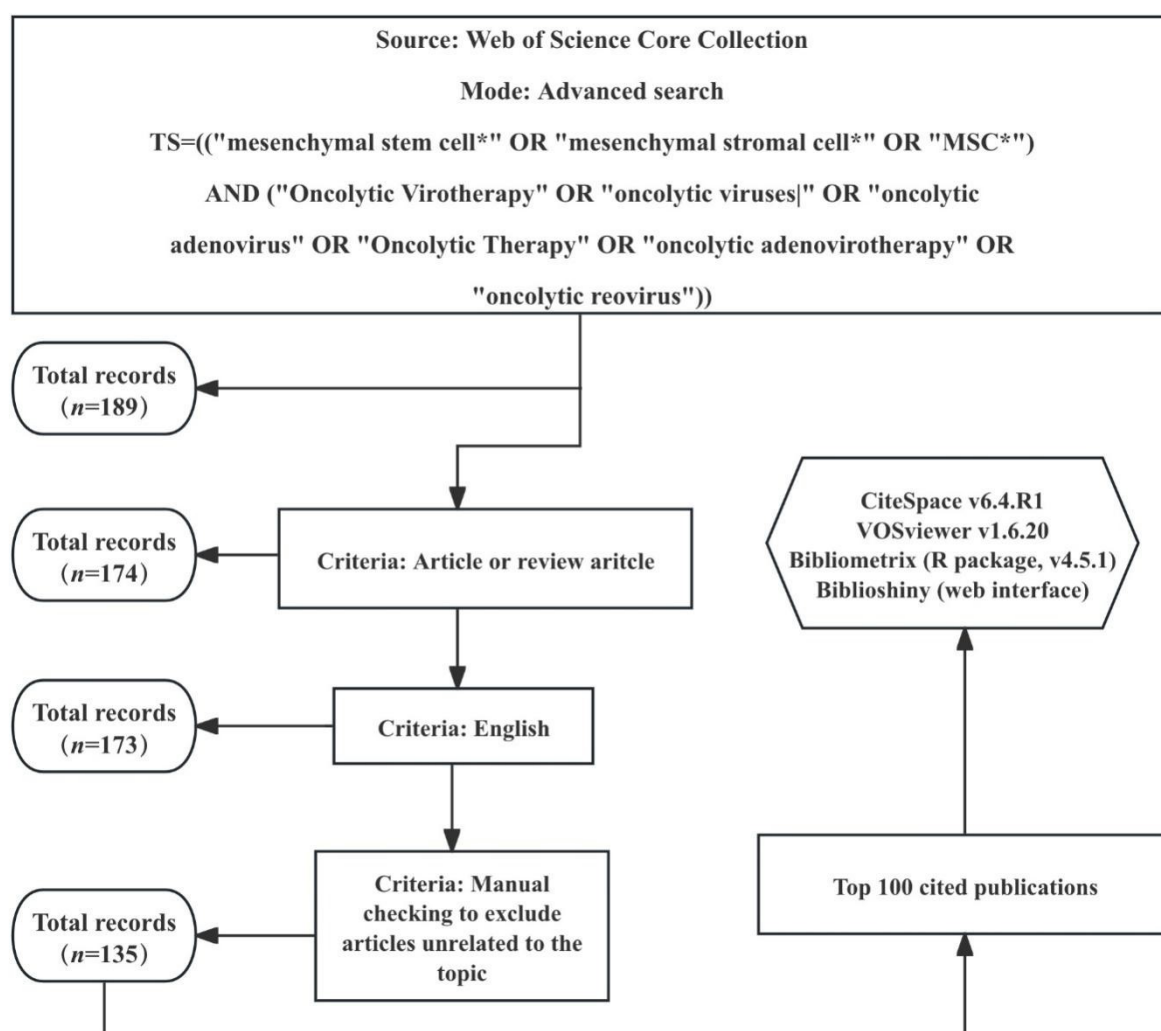 Source: Web of Science Core Collection
Mode: Advanced search
TS=(("mesenchymal stem cell*" OR "mesenchymal stromal cell*" OR "MSC*")
AND ("Oncolytic Virotherapy" OR "oncolytic viruses|" OR "oncolytic
adenovirus" OR "Oncolytic Therapy" OR "oncolytic adenovirotherapy" OR
"oncolytic reovirus"))
Total records
(n=189)
Total records
(n=174)
Criteria: Article or review aritcle
CiteSpace v6.4.R1
VOSviewer v1.6.20
Bibliometrix (R package, v4.5.1)
Biblioshiny (web interface)
Total records
(n=173)
Criteria: English
Total records
(n=135)
Criteria: Manual
checking to exclude
articles unrelated to the
topic
Top 100 cited publications